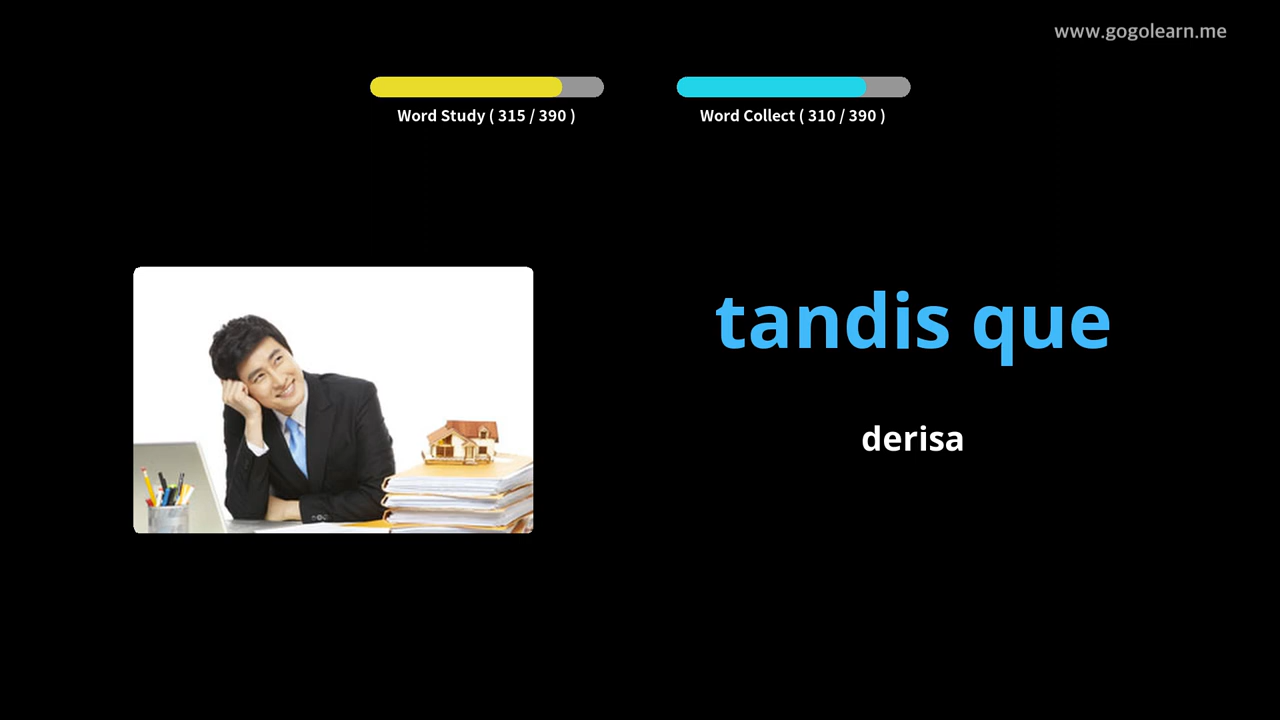 www.gogolearn.me
Word Study ( 315 / 390 )
Word Collect ( 310 / 390 )
tandis que
derisa